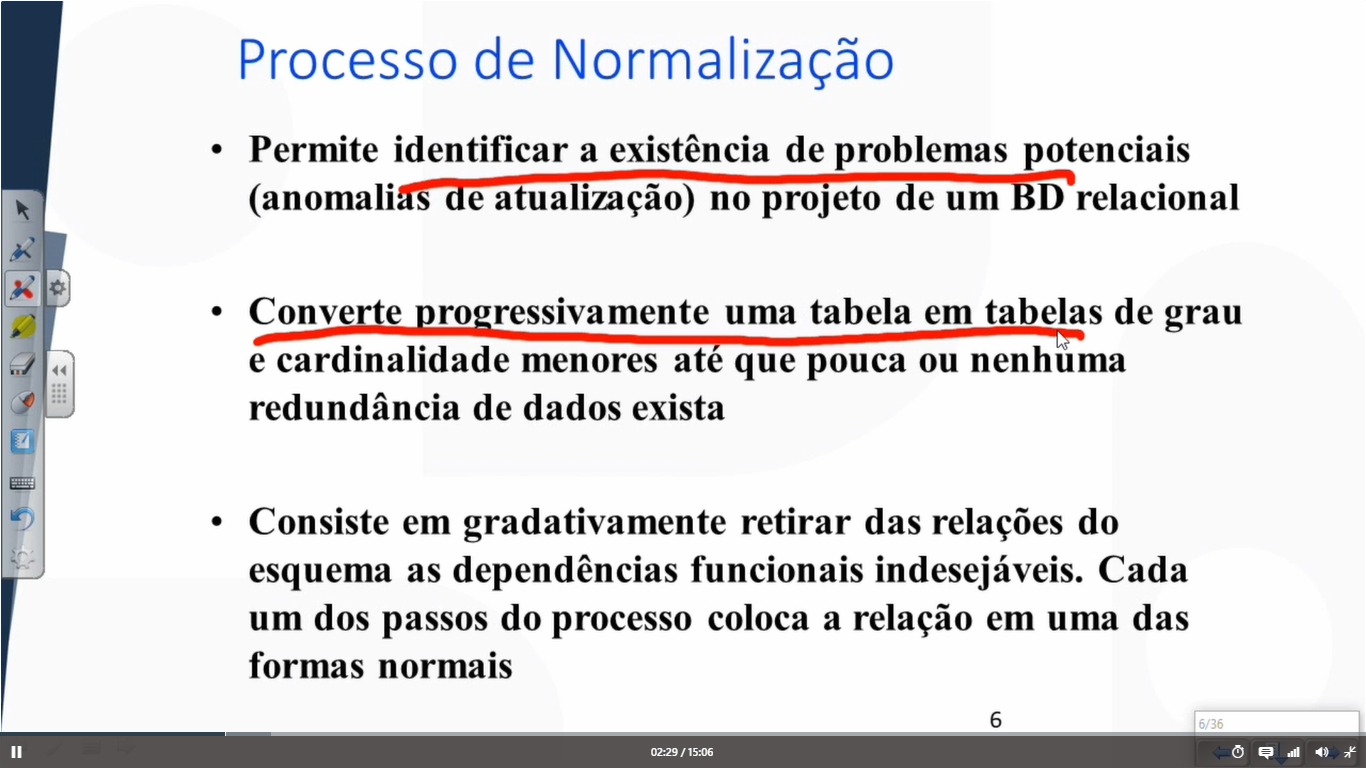 Processo de Normalização
• Permite identificar a existência de problemas potenciais
(anomalias de atualização) no projeto de um BD relacional
• Converte progressivamente uma tabela em tabelas de grau
e cardinalidade menores até que pouca ou nenhuma
redundância de dados exista
• Consiste em gradativamente retirar das relações do
esquema as dependências funcionais indesejáveis. Cada
um dos passos do processo coloca a relação em uma das
formas normais
6
6/36
02:29 / 15:06